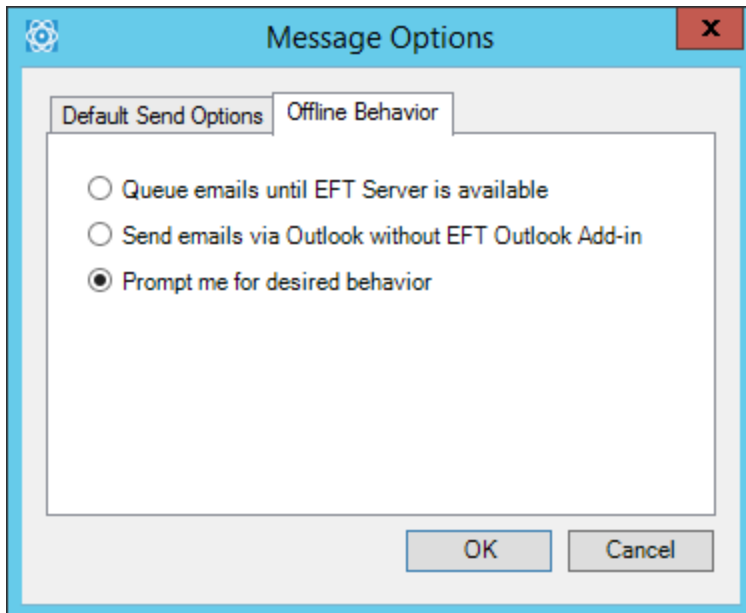 Message Options
x
Default Send Options
Offline Behavior
Queue emails until EFT Server is available
Send emails via Outlook without EFT Outlook Add-in
Prompt me for desired behavior
OK
Cancel